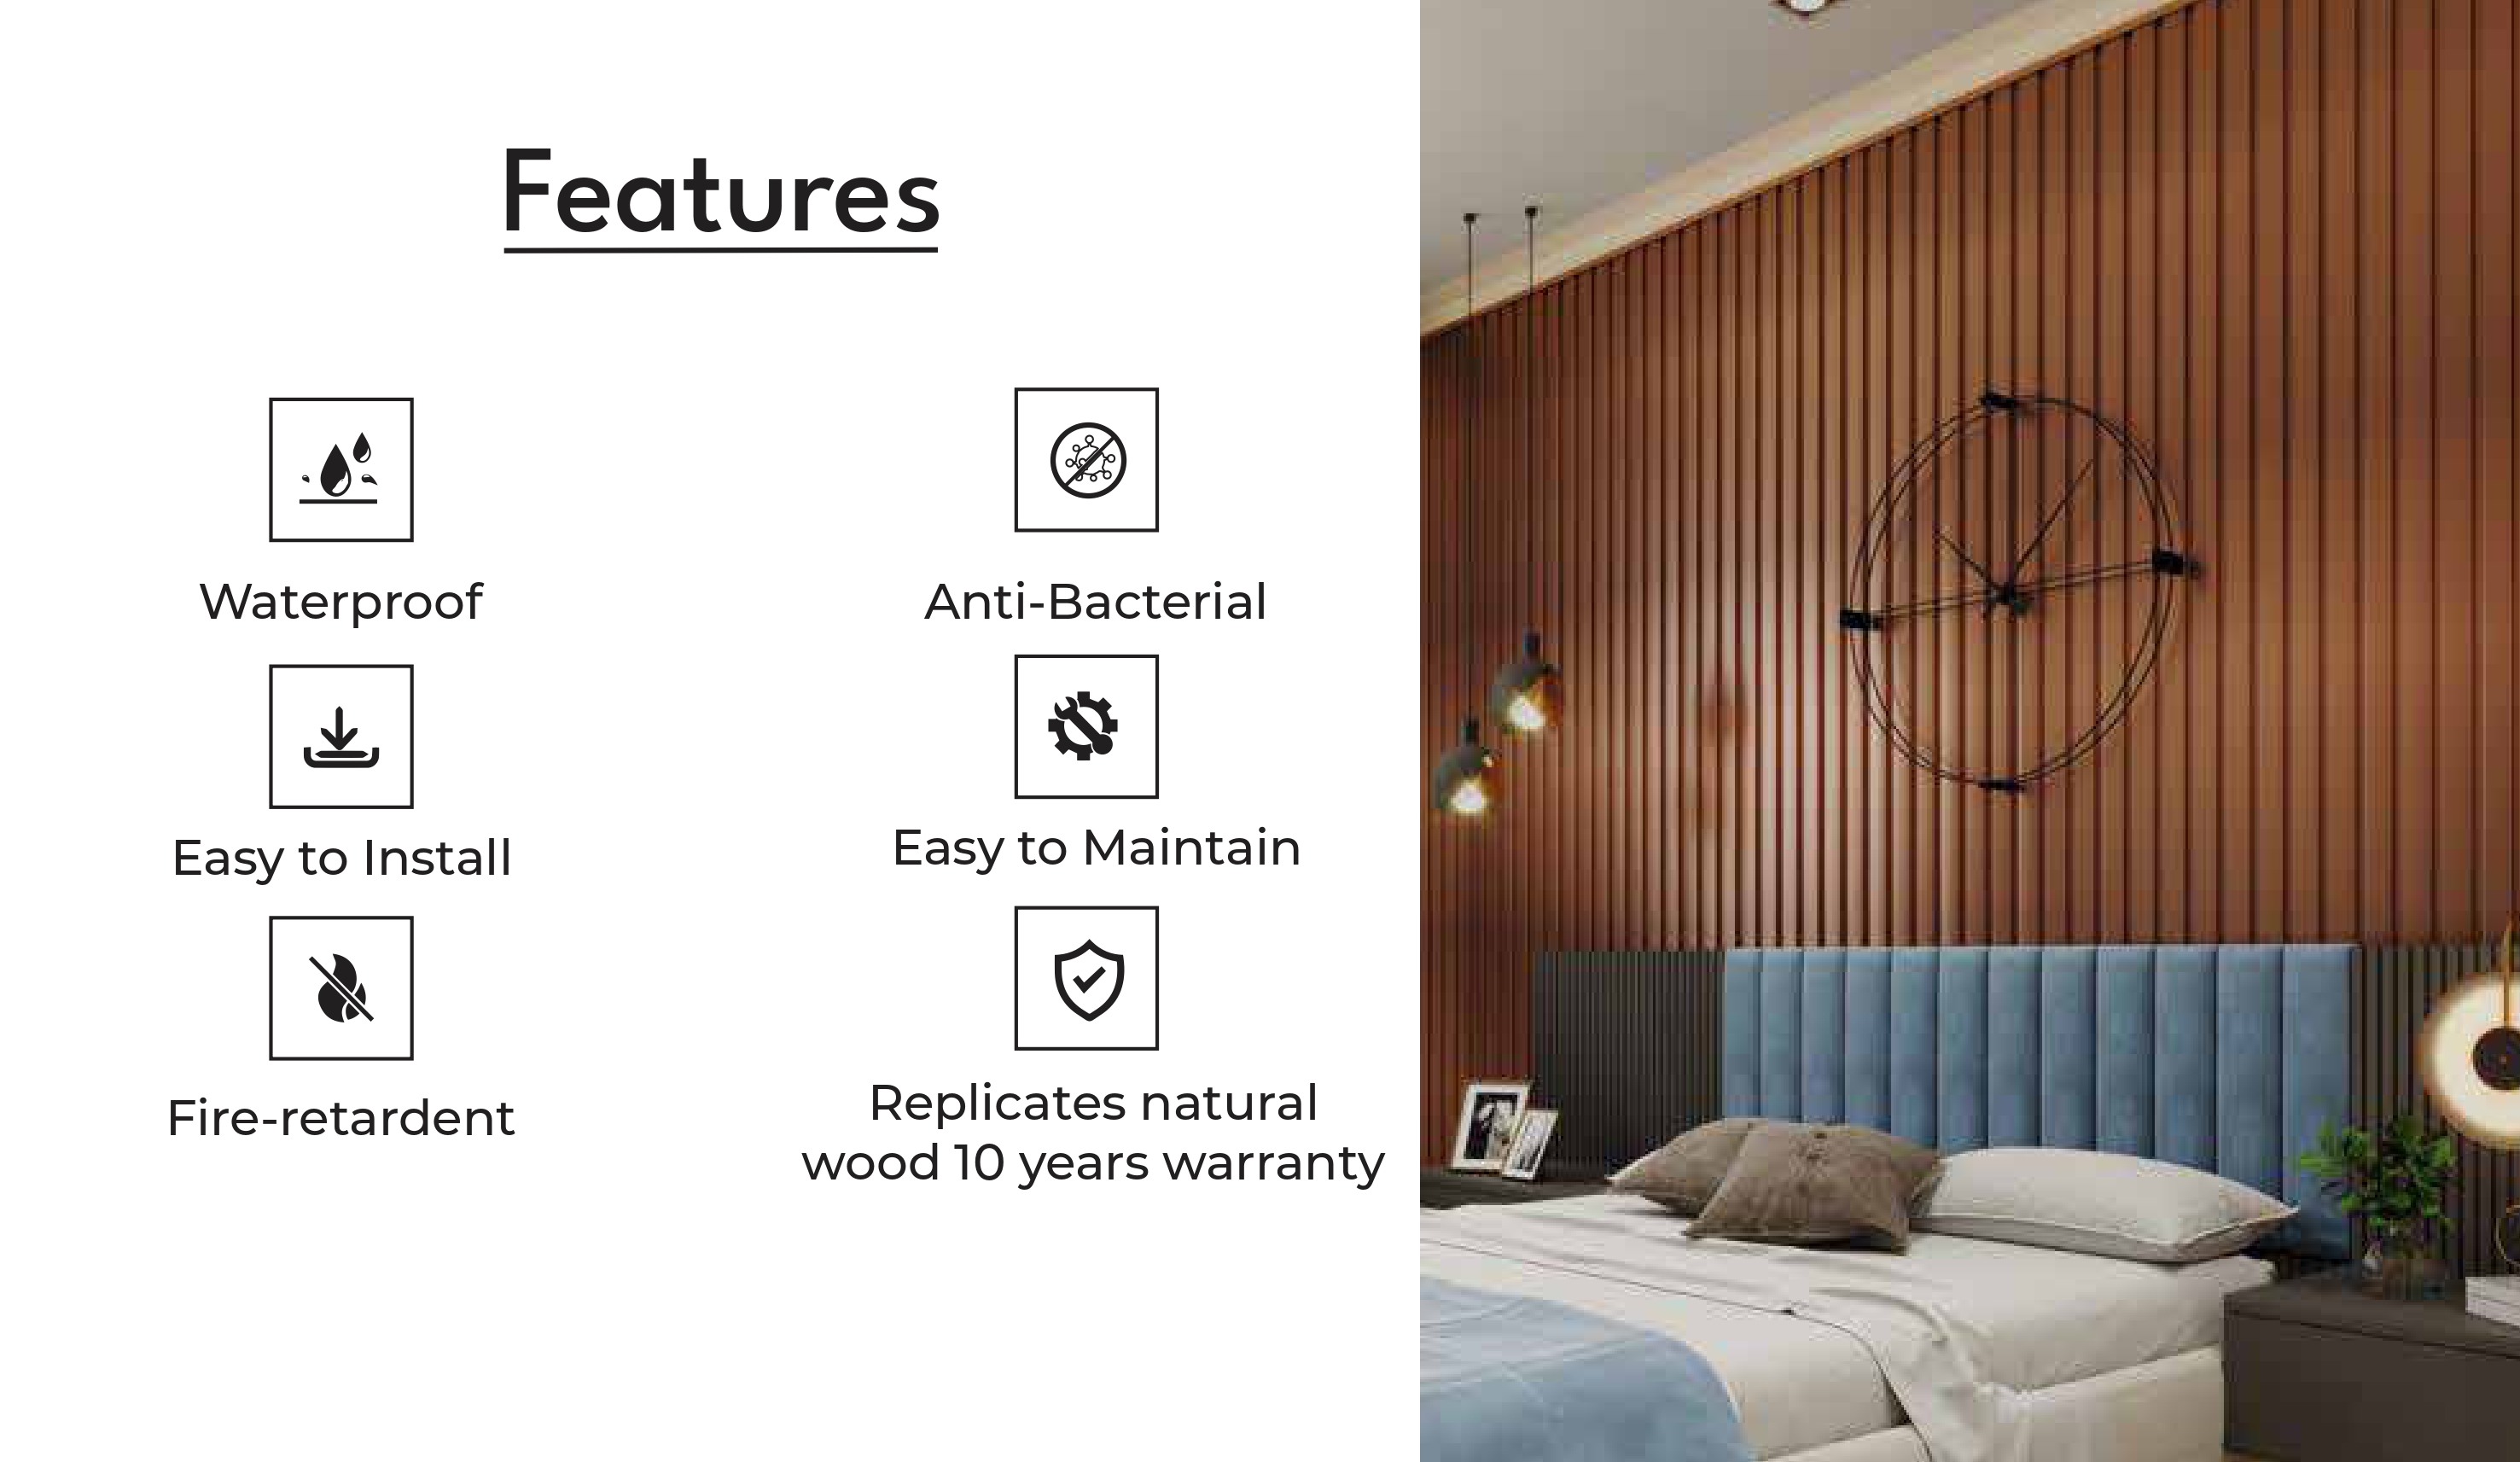 Features
Waterproof
Anti-Bacterial
Easy to Install
Easy to Maintain
Fire-retardent
Replicates natural
wood 10 years warranty